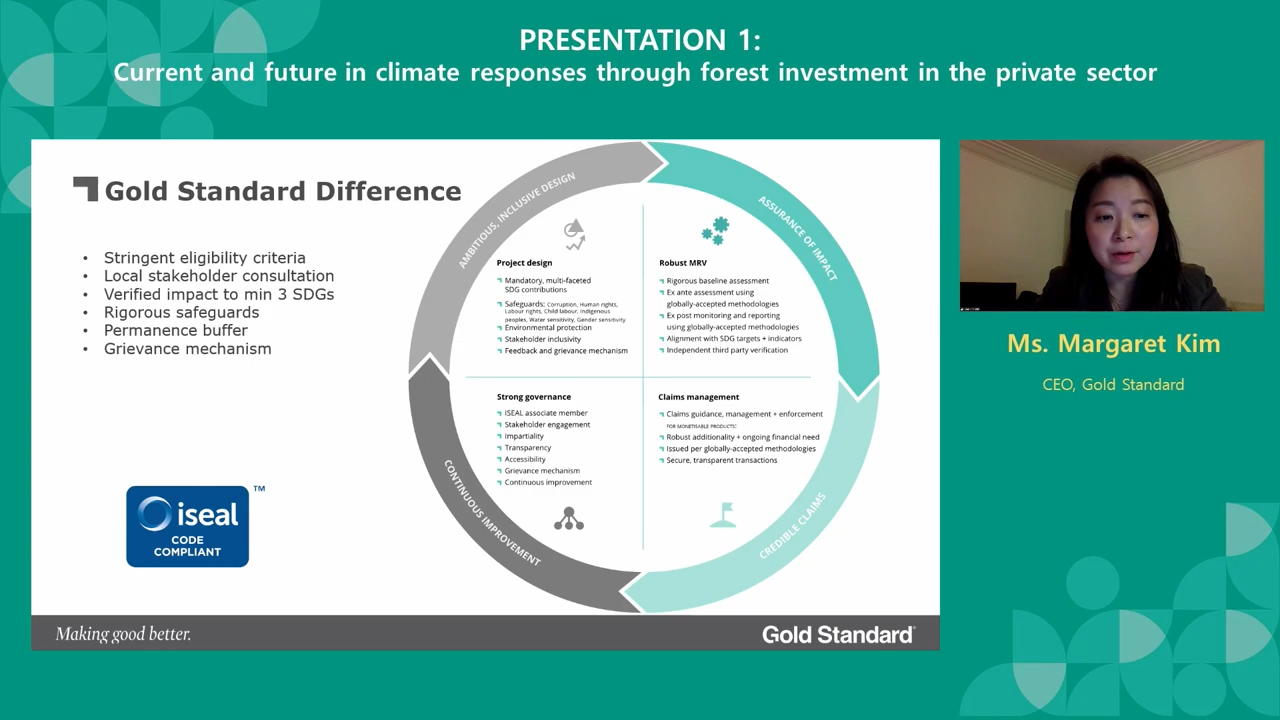 PRESENTATION 1:
Current and future in climate responses through forest investment in the private sector
Gold Standard Difference
• Stringent eligibility criteria
• Local stakeholder consultation
• Verified impact to min 3 SDGs
• Rigorous safeguards
• Permanence buffer
• Grievance mechanism
iseal
TM
CODE
COMPLIANT
AMBITIOUS, INCLUSIVE DESIGN
ASSURANCE OF IMPACT
Project design
Mandatory, multi-faceted
SDG contributions
Safeguards: Corruption, Human rights,
Labour rights, Child labour, Indigenous
peoples, Water sensitivity, Gender sensitivity
Environmental protection
Stakeholder inclusivity
Feedback and grievance mechanism
Robust MRV
Rigorous baseline assessment
Ex ante assessment using
globally-accepted methodologies
Ex post monitoring and reporting
using globally-accepted methodologies
Alignment with SDG targets + indicators
Independent third party verification
Strong governance
ISEAL associate member
Stakeholder engagement
Impartiality
Transparency
Accessibility
Grievance mechanism
Continuous improvement
Claims management
Claims guidance, management + enforcement
FOR MONETISABLE PRODUCTS:
Robust additionality + ongoing financial need
Issued per globally-accepted methodologies
Secure, transparent transactions
CONTINUOUS IMPROVEMENT
CREDIBLE CLAIMS
Making good better.
Gold Standard®
Ms. Margaret Kim
CEO, Gold Standard